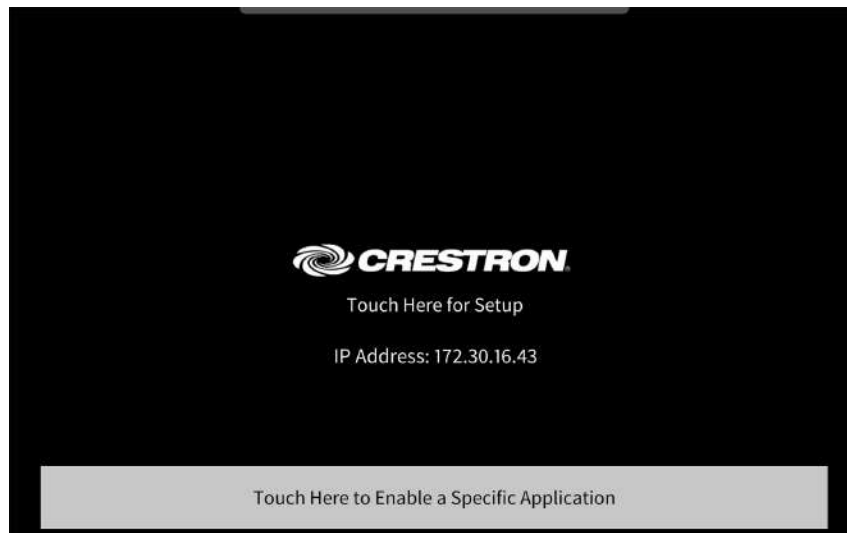 CRESTRON®
Touch Here for Setup
IP Address: 172.30.16.43
Touch Here to Enable a Specific Application